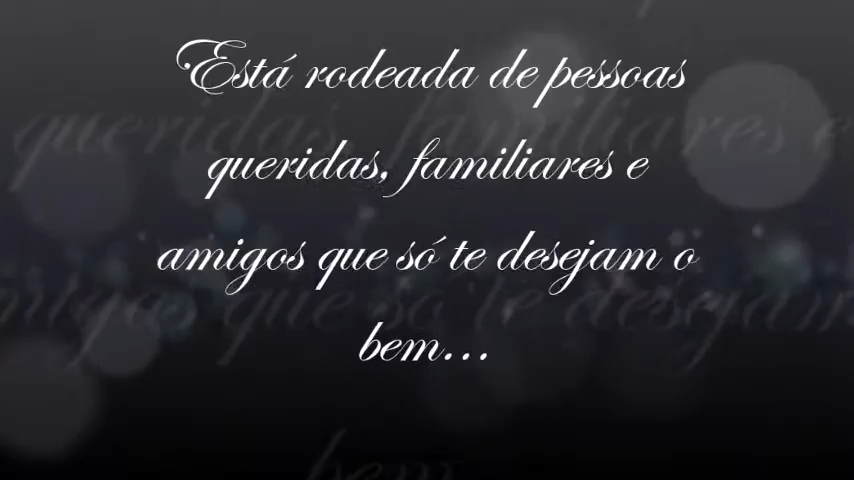 Está rodeada de pessoas
queridas, familiares e
amigos que só te desejam o
bem...